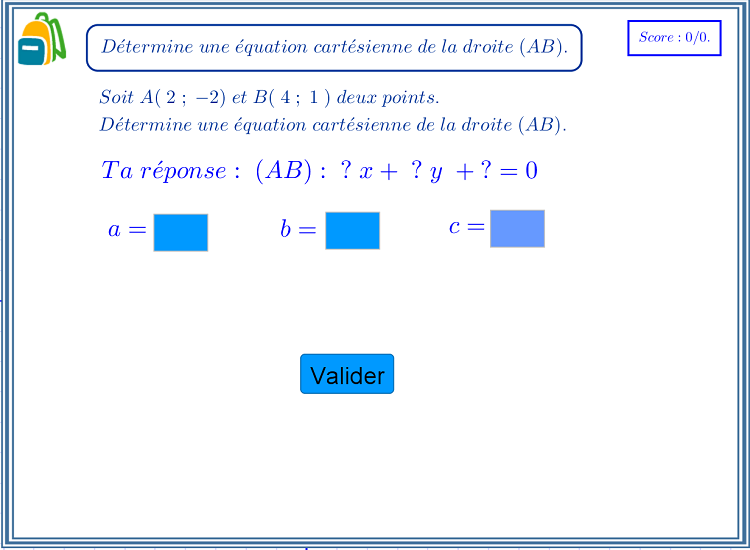 Détermine une équation cartésienne de la droite (AB).
Score : 0/0.
Soit A( 2 ; −2) et B( 4 ; 1 ) deux points.
Détermine une équation cartésienne de la droite (AB).
Ta réponse : (AB) : ? x + ? y + ? = 0
a =
b =
c =
Valider